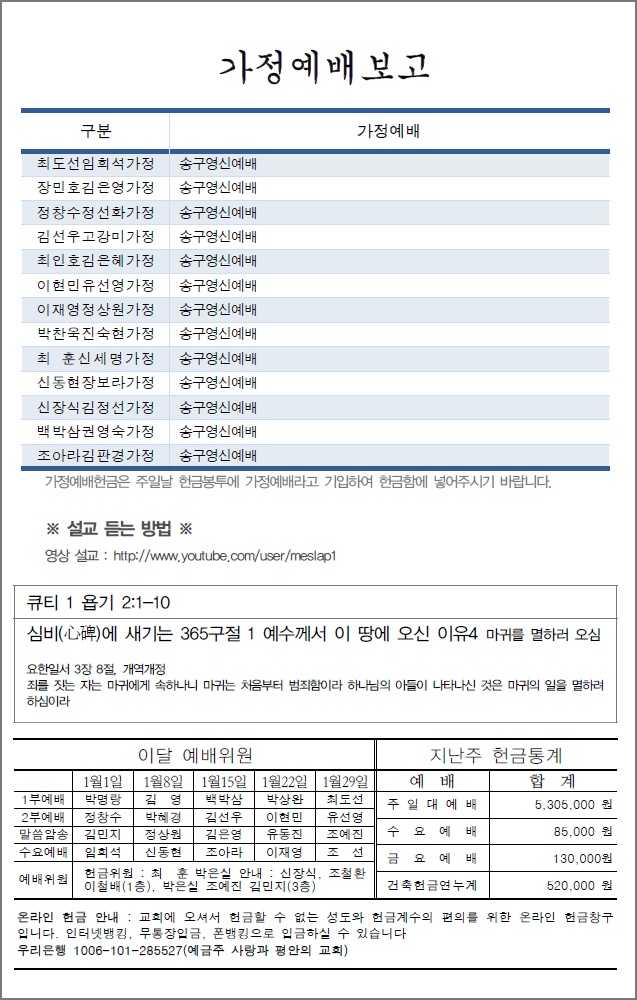 가정예배보고
구분 가정예배
최도선임희석가정 송구영신예배
장민호김은영가정 송구영신예배
정창수정선화가정 송구영신예배
김선우고강미가정 송구영신예배
최인호김은혜가정 송구영신예배
이현민유선영가정 송구영신예배
이재영정상원가정 송구영신예배
박찬욱진숙현가정 송구영신예배
최 훈신세명가정 송구영신예배
신동현장보라가정 송구영신예배
신장식김정선가정 송구영신예배
백박삼권영숙가정 송구영신예배
조아라김판경가정 송구영신예배
가정예배헌금은 주일날 헌금봉투에 가정예배라고 기입하여 헌금함에 넣어주시기 바랍니다.
※ 설교 듣는 방법 ※
영상 설교 : http://www.youtube.com/user/meslap1
큐티 1 욥기 2:1-10
심비(心碑)에 새기는 365구절 1 예수께서 이 땅에 오신 이유4 마귀를 멸하러 오심
요한일서 3장 8절, 개역개정
죄를 짓는 자는 마귀에게 속하나니 마귀는 처음부터 범죄함이라 하나님의 아들이 나타나신 것은 마귀의 일을 멸하려
하심이라
이달 예배위원
1월1일 1월8일 1월15일 1월22일 1월29일
1부예배 박명랑 김 영 백박삼 박상완 최도선
2부예배 정창수 박혜경 김선우 이현민 유선영
말씀암송 김민지 정상원 김은영 유동진 조예진
수요예배 임희석 신동현 조아라 이재영 조 선
예배위원 헌금위원 : 최 훈 박은실 안내 : 신장식, 조철환
이철배(1층), 박은실 조예진 김민지(3층)
지난주 헌금통계
예 배 합 계
주 일 대 예 배 5,305,000 원
수 요 예 배 85,000 원
금 요 예 배 130,000원
건축헌금연누계 520,000 원
온라인 헌금 안내 : 교회에 오셔서 헌금할 수 없는 성도와 헌금계수의 편의를 위한 온라인 헌금창구
입니다. 인터넷뱅킹, 무통장입금, 폰뱅킹으로 입금하실 수 있습니다
우리은행 1006-101-285527(예금주 사랑과 평안의 교회)